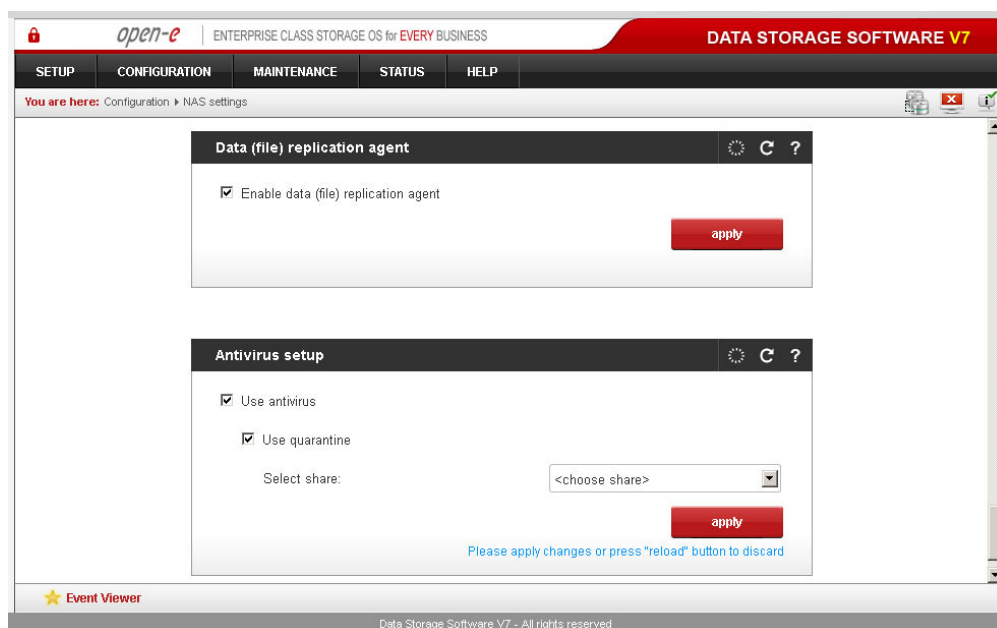 open-e ENTERPRISE CLASS STORAGE OS for EVERY BUSINESS DATA STORAGE SOFTWARE V7
SETUP CONFIGURATION MAINTENANCE STATUS HELP
You are here: Configuration NAS settings
Data (file) replication agent ?
Enable data (file) replication agent
apply
Antivirus setup ?
Use antivirus
Use quarantine
Select share: <choose share>
apply
Please apply changes or press "reload" button to discard
Event Viewer
Data Storage Software V7 - All rights reserved